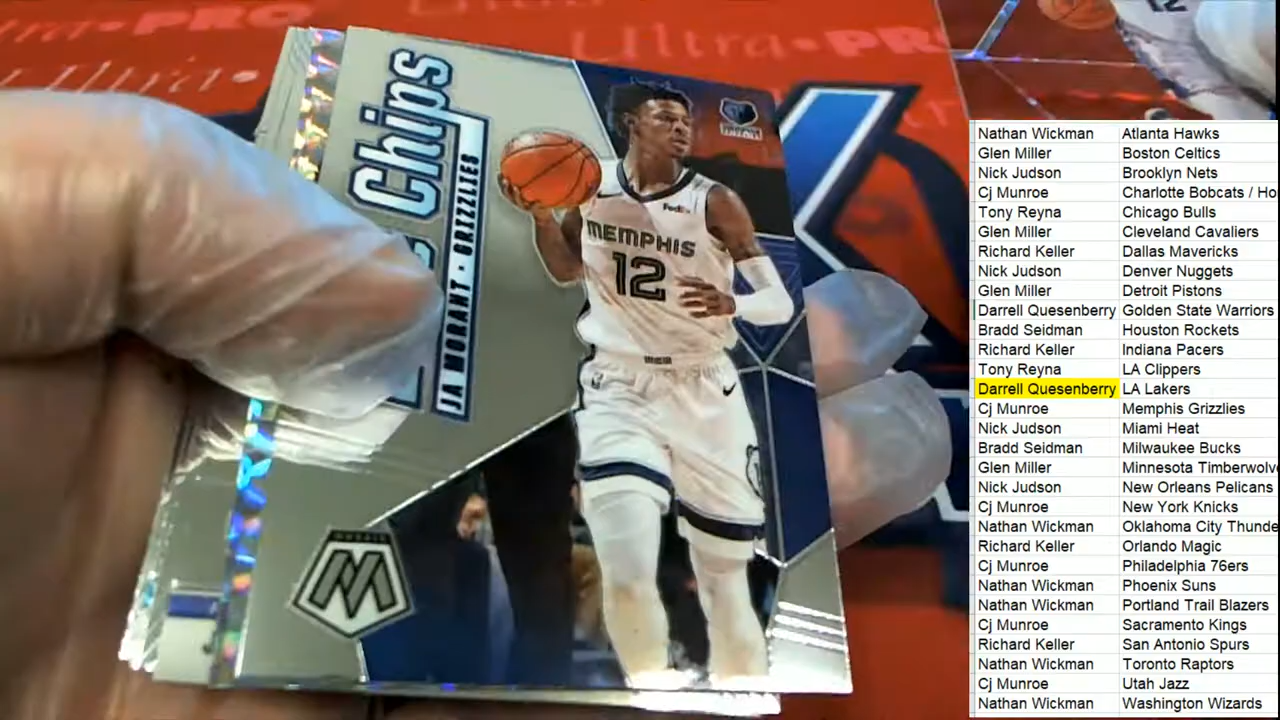 Ultra PRO
Ultra
Chips
JA MORANT · GRIZZLIES
FedEx
MEMPHIS
12
MOSAIC
M
12
Nathan Wickman Atlanta Hawks
Glen Miller Boston Celtics
Nick Judson Brooklyn Nets
Cj Munroe Charlotte Bobcats / Ho
Tony Reyna Chicago Bulls
Glen Miller Cleveland Cavaliers
Richard Keller Dallas Mavericks
Nick Judson Denver Nuggets
Glen Miller Detroit Pistons
Darrell Quesenberry Golden State Warriors
Bradd Seidman Houston Rockets
Richard Keller Indiana Pacers
Tony Reyna LA Clippers
Darrell Quesenberry LA Lakers
Cj Munroe Memphis Grizzlies
Nick Judson Miami Heat
Bradd Seidman Milwaukee Bucks
Glen Miller Minnesota Timberwolv
Nick Judson New Orleans Pelicans
Cj Munroe New York Knicks
Nathan Wickman Oklahoma City Thunde
Richard Keller Orlando Magic
Cj Munroe Philadelphia 76ers
Nathan Wickman Phoenix Suns
Nathan Wickman Portland Trail Blazers
Cj Munroe Sacramento Kings
Richard Keller San Antonio Spurs
Nathan Wickman Toronto Raptors
Cj Munroe Utah Jazz
Nathan Wickman Washington Wizards